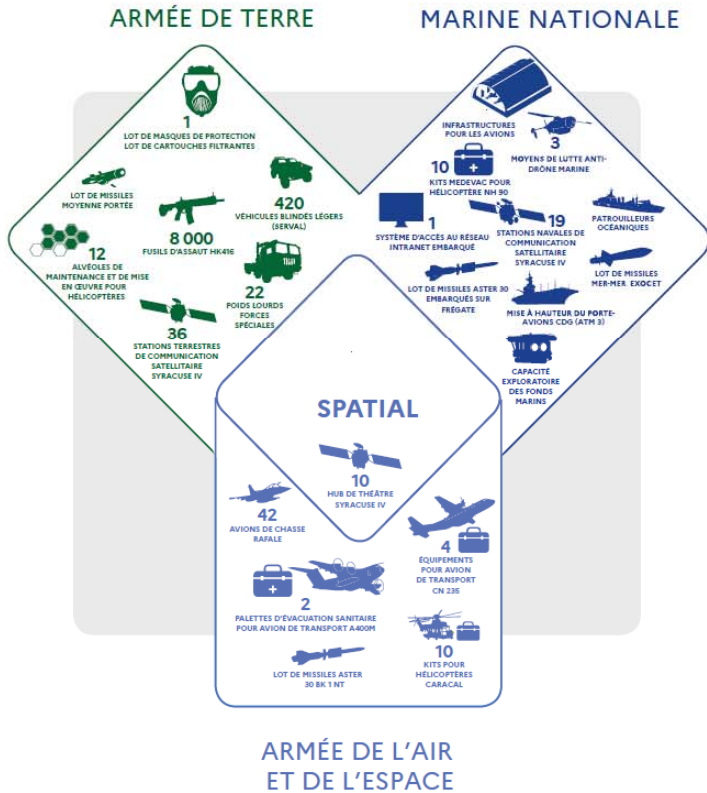 ARMÉE DE TERRE
1
LOT DE MASQUES DE PROTECTION
LOT DE CARTOUCHES FILTRANTES
LOT DE MISSILES
MOYENNE PORTÉE
8 000
FUSILS D'ASSAUT HK416
420
VÉHICULES BLINDÉS LÉGERS
(SERVAL)
12
ALVÉOLES DE
MAINTENANCE ET DE MISE
EN ŒUVRE POUR
HÉLICOPTÈRES
22
POIDS LOURDS
FORCES
SPÉCIALES
36
STATIONS TERRESTRES
DE COMMUNICATION
SATELLITAIRE
SYRACUSE IV
MARINE NATIONALE
INFRASTRUCTURES
POUR LES AVIONS
3
MOYENS DE LUTTE ANTI-
DRÔNE MARINE
10
KITS MEDEVAC POUR
HÉLICOPTÈRE NH 90
1
SYSTÈME D'ACCÈS AU RÉSEAU
INTRANET EMBARQUÉ
19
STATIONS NAVALES DE
COMMUNICATION
SATELLITAIRE
SYRACUSE IV
PATROUILLEURS
OCÉANIQUES
LOT DE MISSILES ASTER 30
EMBARQUÉS SUR
FRÉGATE
LOT DE MISSILES
MER-MER EXOCET
MISE À HAUTEUR DU PORTE-
AVIONS CDG (ATM 3)
CAPACITÉ
EXPLORATOIRE
DES FONDS
MARINS
SPATIAL
10
HUB DE THÉÂTRE
SYRACUSE IV
42
AVIONS DE CHASSE
RAFALE
4
ÉQUIPEMENTS
POUR AVION
DE TRANSPORT
CN 235
2
PALETTES D'ÉVACUATION SANITAIRE
POUR AVION DE TRANSPORT A400M
LOT DE MISSILES ASTER
30 BK 1 NT
10
KITS POUR
HÉLICOPTÈRES
CARACAL
ARMÉE DE L'AIR
ET DE L'ESPACE